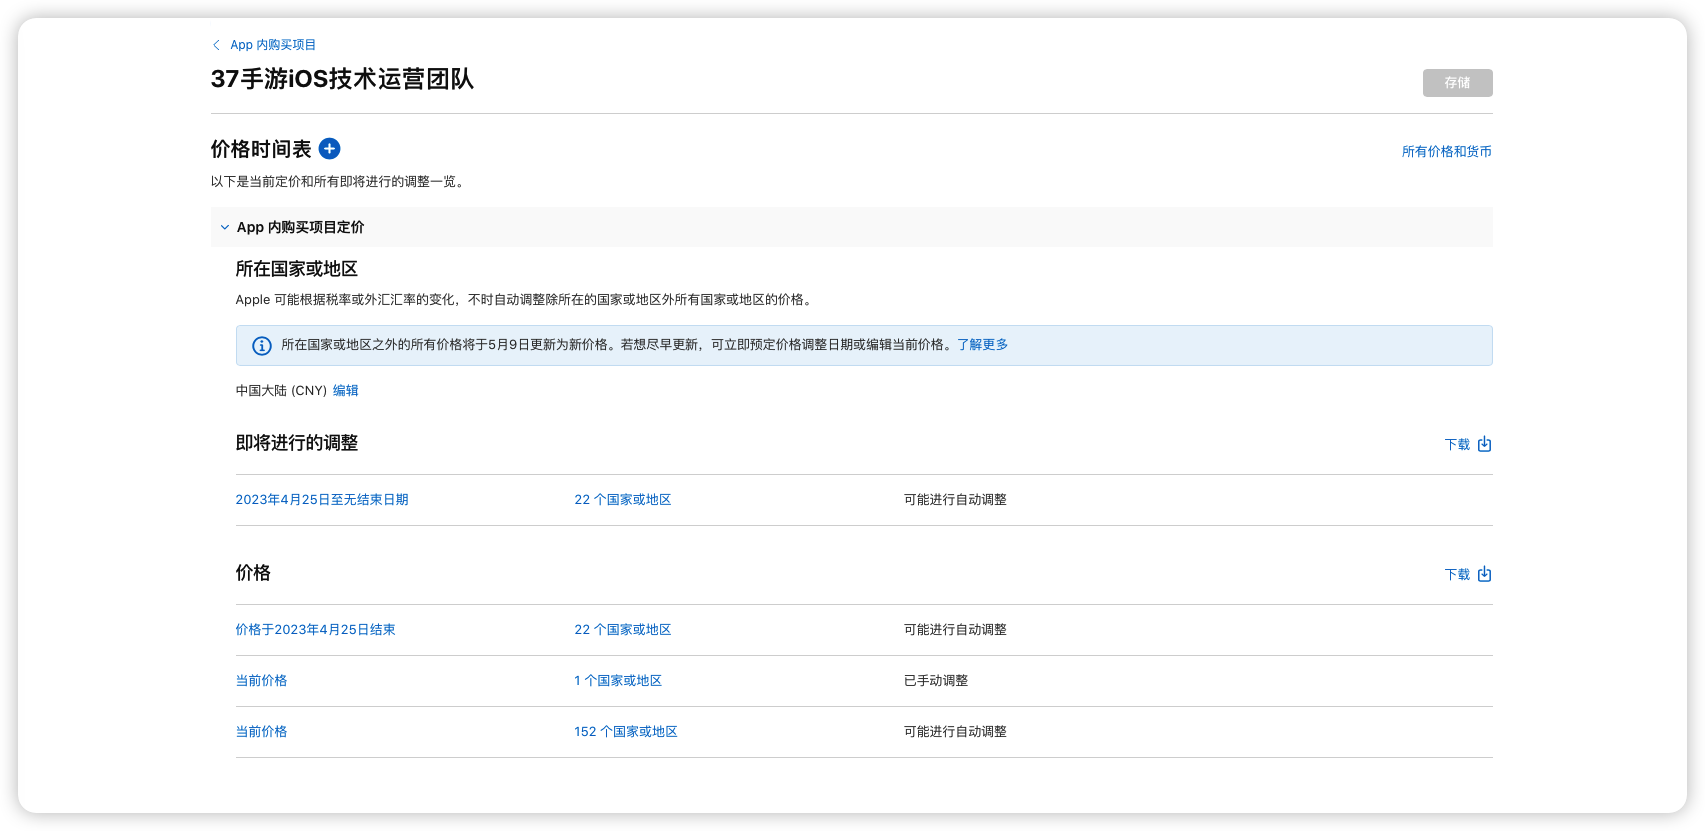 App 内购买项目
37手游iOS技术运营团队
存储
价格时间表
所有价格和货币
以下是当前定价和所有即将进行的调整一览。
App 内购买项目定价
所在国家或地区
Apple 可能根据税率或外汇汇率的变化，不时自动调整除所在的国家或地区外所有国家或地区的价格。
所在国家或地区之外的所有价格将于5月9日更新为新价格。若想尽早更新，可立即预定价格调整日期或编辑当前价格。了解更多
中国大陆 (CNY) 编辑
即将进行的调整
下载
2023年4月25日至无结束日期 22 个国家或地区 可能进行自动调整
价格
下载
价格于2023年4月25日结束 22 个国家或地区 可能进行自动调整
当前价格 1 个国家或地区 已手动调整
当前价格 152 个国家或地区 可能进行自动调整